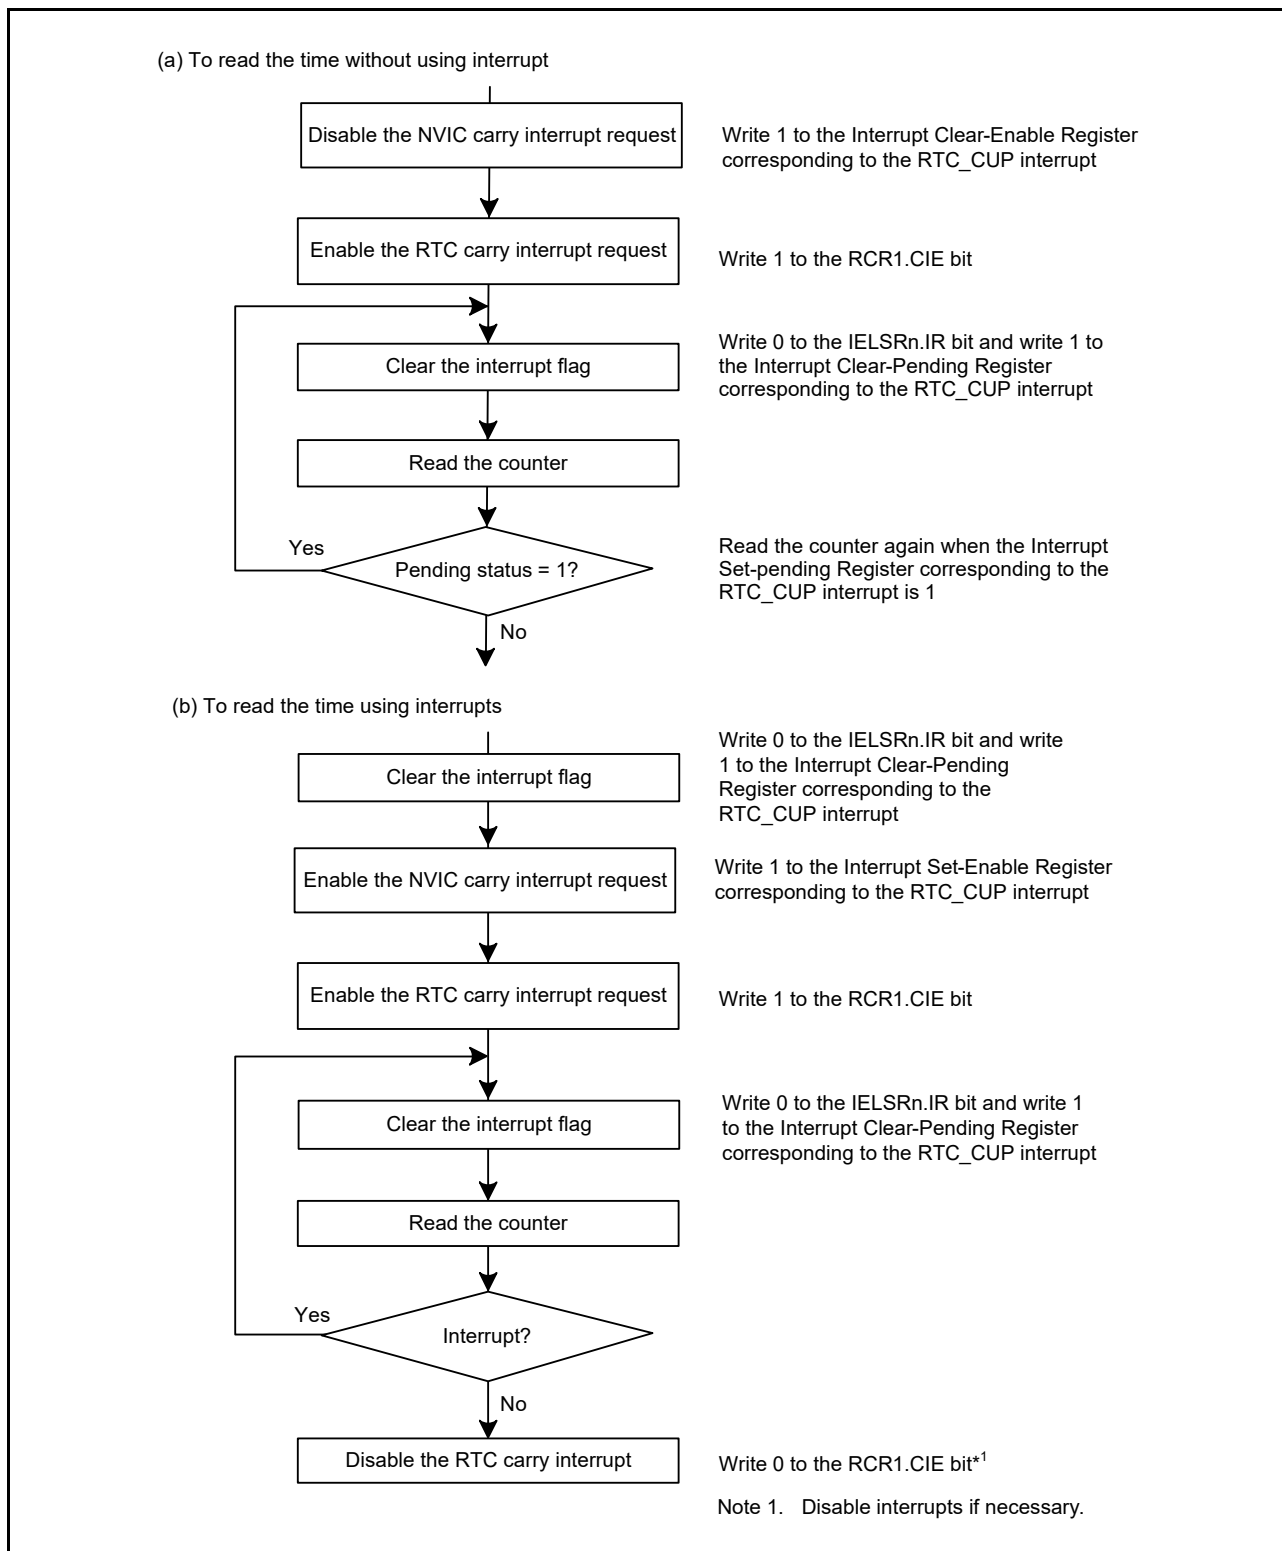 (a) To read the time without using interrupt
Disable the NVIC carry interrupt request
Write 1 to the Interrupt Clear-Enable Register
corresponding to the RTC_CUP interrupt
Enable the RTC carry interrupt request
Write 1 to the RCR1.CIE bit
Clear the interrupt flag
Write 0 to the IELSRn.IR bit and write 1 to
the Interrupt Clear-Pending Register
corresponding to the RTC_CUP interrupt
Read the counter
Yes
Pending status = 1?
Read the counter again when the Interrupt
Set-pending Register corresponding to the
RTC_CUP interrupt is 1
No
(b) To read the time using interrupts
Clear the interrupt flag
Write 0 to the IELSRn.IR bit and write
1 to the Interrupt Clear-Pending
Register corresponding to the
RTC_CUP interrupt
Enable the NVIC carry interrupt request
Write 1 to the Interrupt Set-Enable Register
corresponding to the RTC_CUP interrupt
Enable the RTC carry interrupt request
Write 1 to the RCR1.CIE bit
Clear the interrupt flag
Write 0 to the IELSRn.IR bit and write 1
to the Interrupt Clear-Pending Register
corresponding to the RTC_CUP interrupt
Read the counter
Yes
Interrupt?
No
Disable the RTC carry interrupt
Write 0 to the RCR1.CIE bit*1
Note 1. Disable interrupts if necessary.